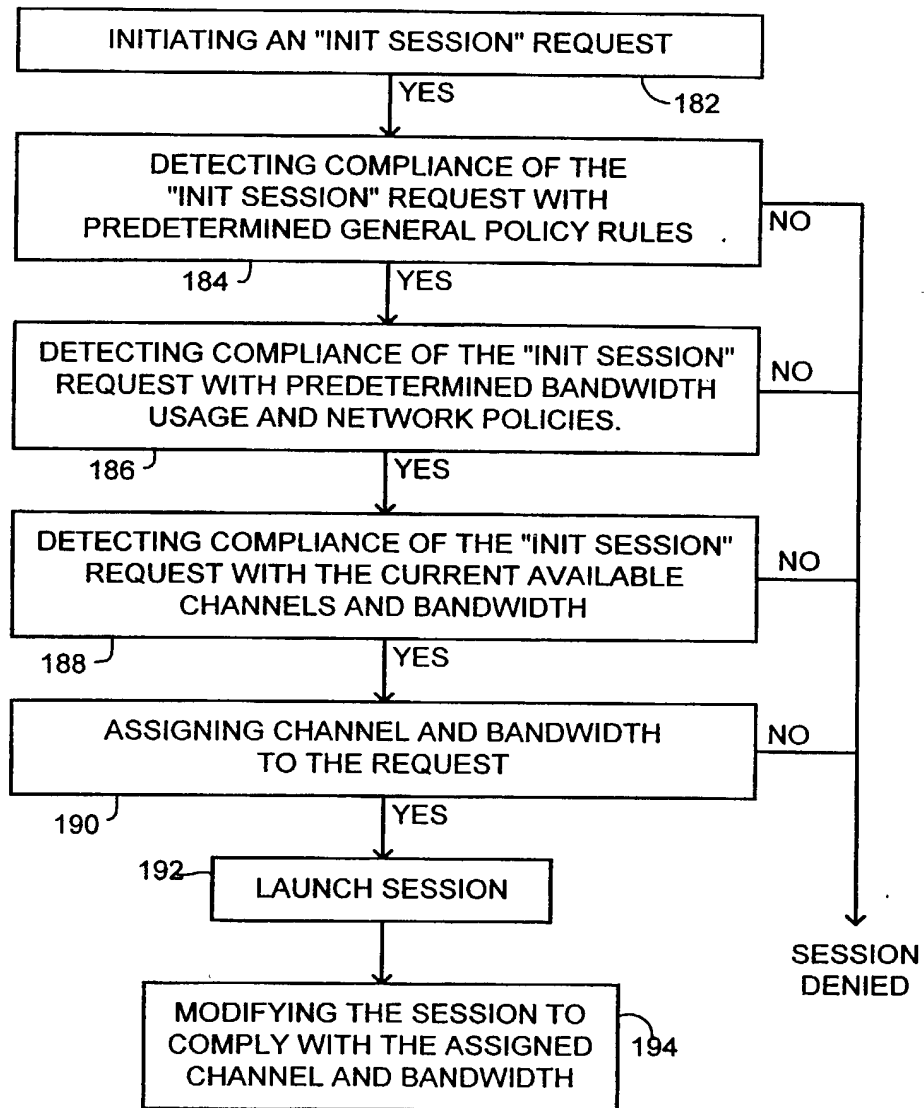 INITIATING AN "INIT SESSION" REQUEST
YES
182
DETECTING COMPLIANCE OF THE
"INIT SESSION" REQUEST WITH
PREDETERMINED GENERAL POLICY RULES
NO
184
YES
DETECTING COMPLIANCE OF THE "INIT SESSION"
REQUEST WITH PREDETERMINED BANDWIDTH
USAGE AND NETWORK POLICIES.
NO
186
YES
DETECTING COMPLIANCE OF THE "INIT SESSION"
REQUEST WITH THE CURRENT AVAILABLE
CHANNELS AND BANDWIDTH
NO
188
YES
ASSIGNING CHANNEL AND BANDWIDTH
TO THE REQUEST
NO
190
YES
192
LAUNCH SESSION
SESSION
DENIED
MODIFYING THE SESSION TO
COMPLY WITH THE ASSIGNED
CHANNEL AND BANDWIDTH
194